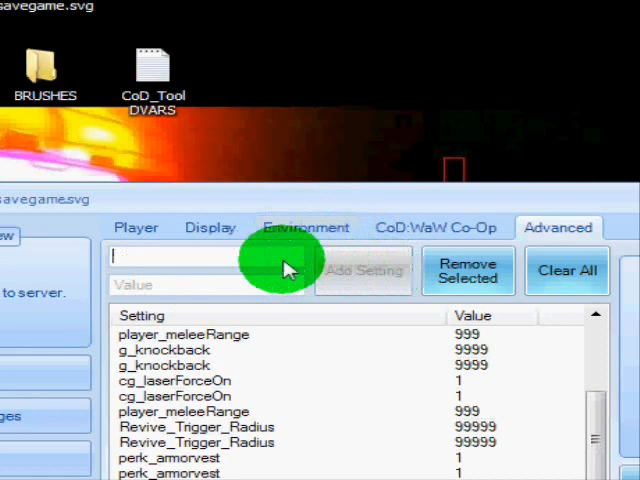 savegame.svg
BRUSHES
CoD_Tool
DVARS
savegame.svg
ew
Player
Display
Environment
CoD:WaW Co-Op
Advanced
to server.
Add Setting
Remove
Selected
Clear All
Value
Setting
Value
player_meleeRange
999
g_knockback
9999
g_knockback
9999
cg_laserForceOn
1
cg_laserForceOn
1
player_meleeRange
999
Revive_Trigger_Radius
99999
Revive_Trigger_Radius
99999
perk_armorvest
1
perk_armorvest
1
ges